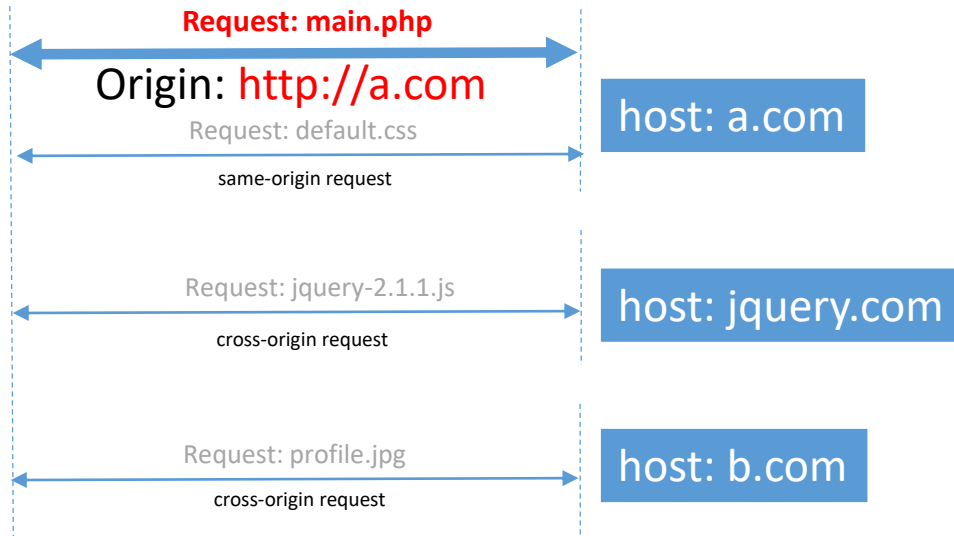 Request: main.php
Origin: http://a.com
host: a.com
Request: default.css
same-origin request
Request: jquery-2.1.1.js
host: jquery.com
cross-origin request
Request: profile.jpg
host: b.com
cross-origin request